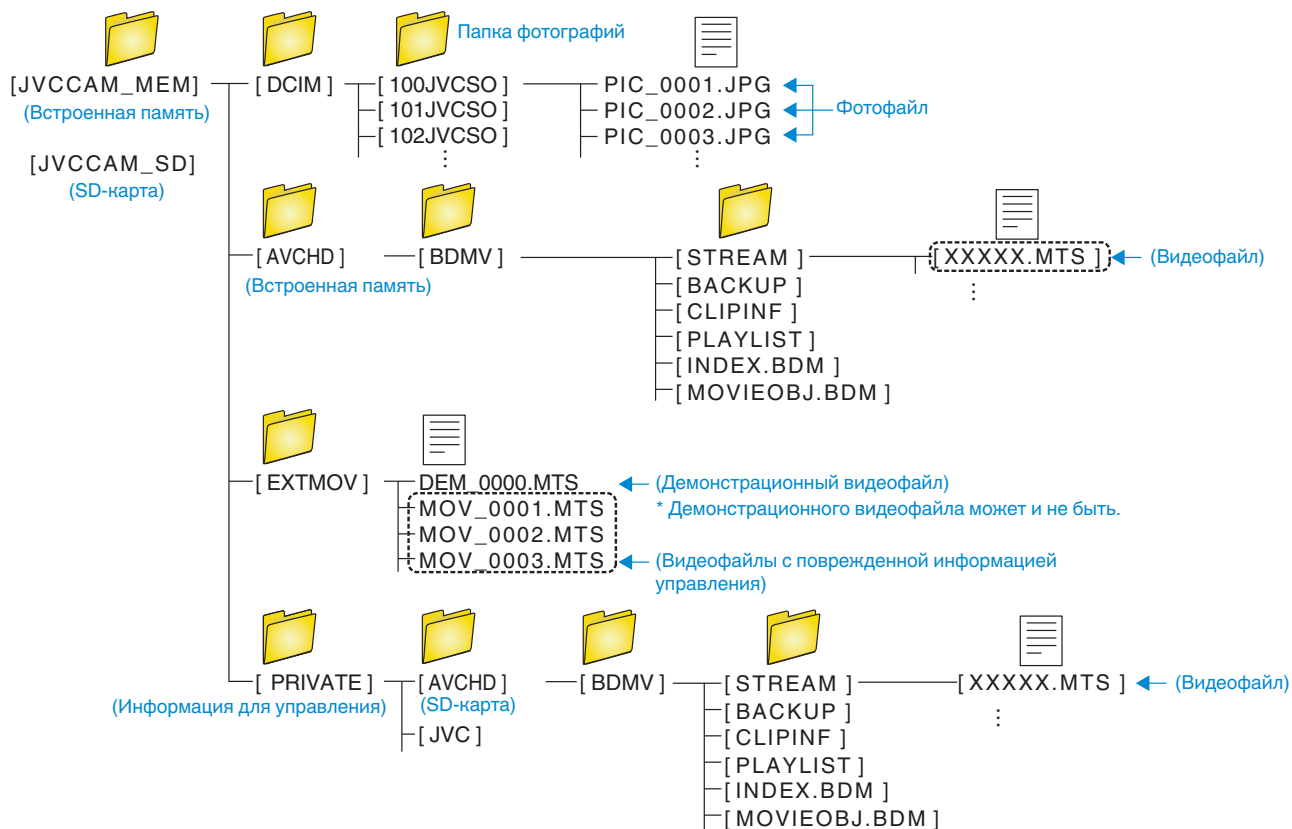 Папка фотографий
[JVCCAM_MEM]
[ DCIM ]
[ 100JVCSO ]
PIC_0001.JPG
(Встроенная память)
[ 101JVCSO ]
PIC_0002.JPG
Фотофайл
[ 102JVCSO ]
PIC_0003.JPG
[JVCCAM_SD]
(SD-карта)
[ AVCHD ]
[ BDMV ]
[ STREAM ]
[ XXXXX.MTS ]
(Видеофайл)
(Встроенная память)
[ BACKUP ]
[ CLIPINF ]
[ PLAYLIST ]
[ INDEX.BDM ]
[ MOVIEOBJ.BDM ]
[ EXTMOV ]
DEM_0000.MTS
(Демонстрационный видеофайл)
MOV_0001.MTS
* Демонстрационного видеофайла может и не быть.
MOV_0002.MTS
MOV_0003.MTS
(Видеофайлы с поврежденной информацией
управления)
[ PRIVATE ]
[ AVCHD ]
[ BDMV ]
[ STREAM ]
[ XXXXX.MTS ]
(Видеофайл)
(Информация для управления)
(SD-карта)
[ BACKUP ]
[ JVC ]
[ CLIPINF ]
[ PLAYLIST ]
[ INDEX.BDM ]
[ MOVIEOBJ.BDM ]